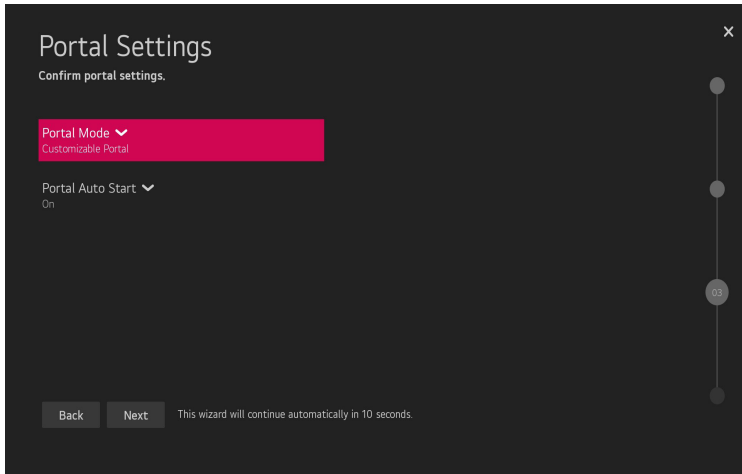 Portal Settings
Confirm portal settings.
Portal Mode
Customizable Portal
Portal Auto Start
On
03
Back
Next
This wizard will continue automatically in 10 seconds.